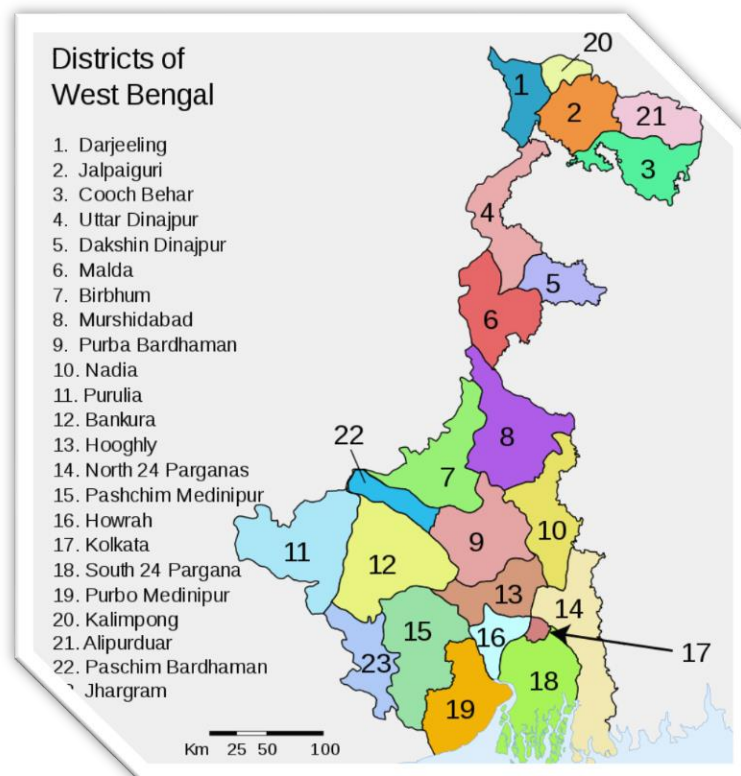 Districts of
West Bengal
1. Darjeeling
2. Jalpaiguri
3. Cooch Behar
4. Uttar Dinajpur
5. Dakshin Dinajpur
6. Malda
7. Birbhum
8. Murshidabad
9. Purba Bardhaman
10. Nadia
11. Purulia
12. Bankura
13. Hooghly
14. North 24 Parganas
15. Pashchim Medinipur
16. Howrah
17. Kolkata
18. South 24 Pargana
19. Purbo Medinipur
20. Kalimpong
21. Alipurduar
22. Paschim Bardhaman
Jhargram
20
1
2
21
3
4
5
6
8
22
7
10
9
11
12
13
14
15
16
17
23
18
19
Km 25 50 100